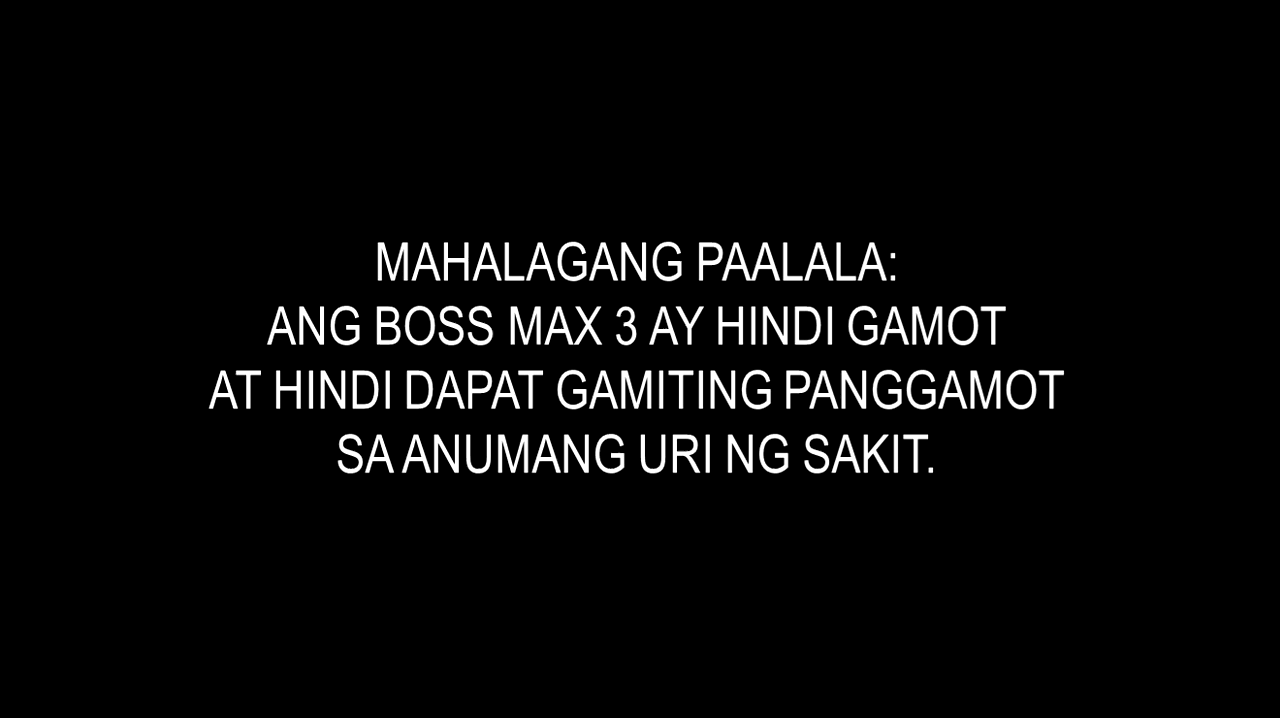 MAHALAGANG PAALALA:
ANG BOSS MAX 3 AY HINDI GAMOT
AT HINDI DAPAT GAMITING PANGGAMOT
SA ANUMANG URI NG SAKIT.